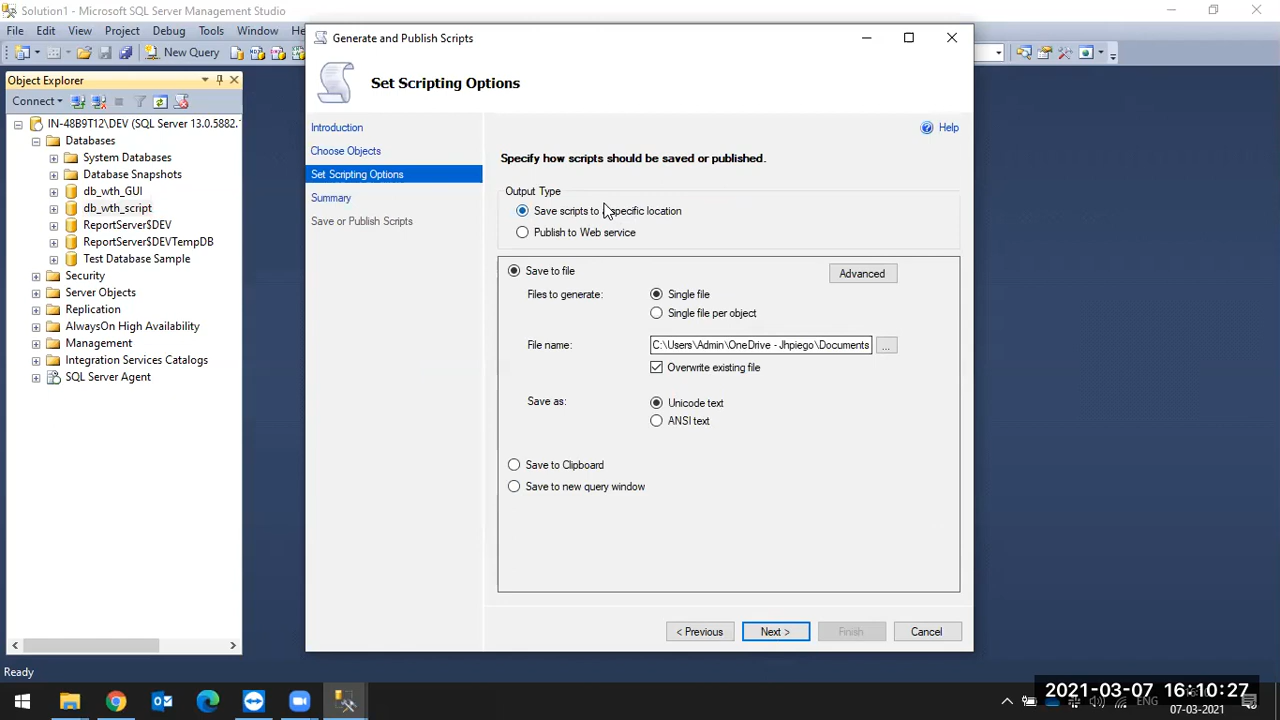 Solution1 - Microsoft SQL Server Management Studio
File Edit View Project Debug Tools Window
New Query
Object Explorer
Connect
IN-48B9T12\DEV (SQL Server 13.0.5882.
Databases
System Databases
Database Snapshots
db_wth_GUI
db_wth_script
ReportServer$DEV
ReportServer$DEVTempDB
Test Database Sample
Security
Server Objects
Replication
AlwaysOn High Availability
Management
Integration Services Catalogs
SQL Server Agent
Ready
Generate and Publish Scripts
Set Scripting Options
Introduction
Choose Objects
Set Scripting Options
Summary
Save or Publish Scripts
Help
Specify how scripts should be saved or published.
Output Type
Save scripts to specific location
Publish to Web service
Save to file
Advanced
Files to generate:
Single file
Single file per object
File name:
C:\Users\Admin\OneDrive - Jhpiego\Documents
...
Overwrite existing file
Save as:
Unicode text
ANSI text
Save to Clipboard
Save to new query window
< Previous
Next >
Finish
Cancel
ENG
2021-03-07 16:10:27
07-03-2021